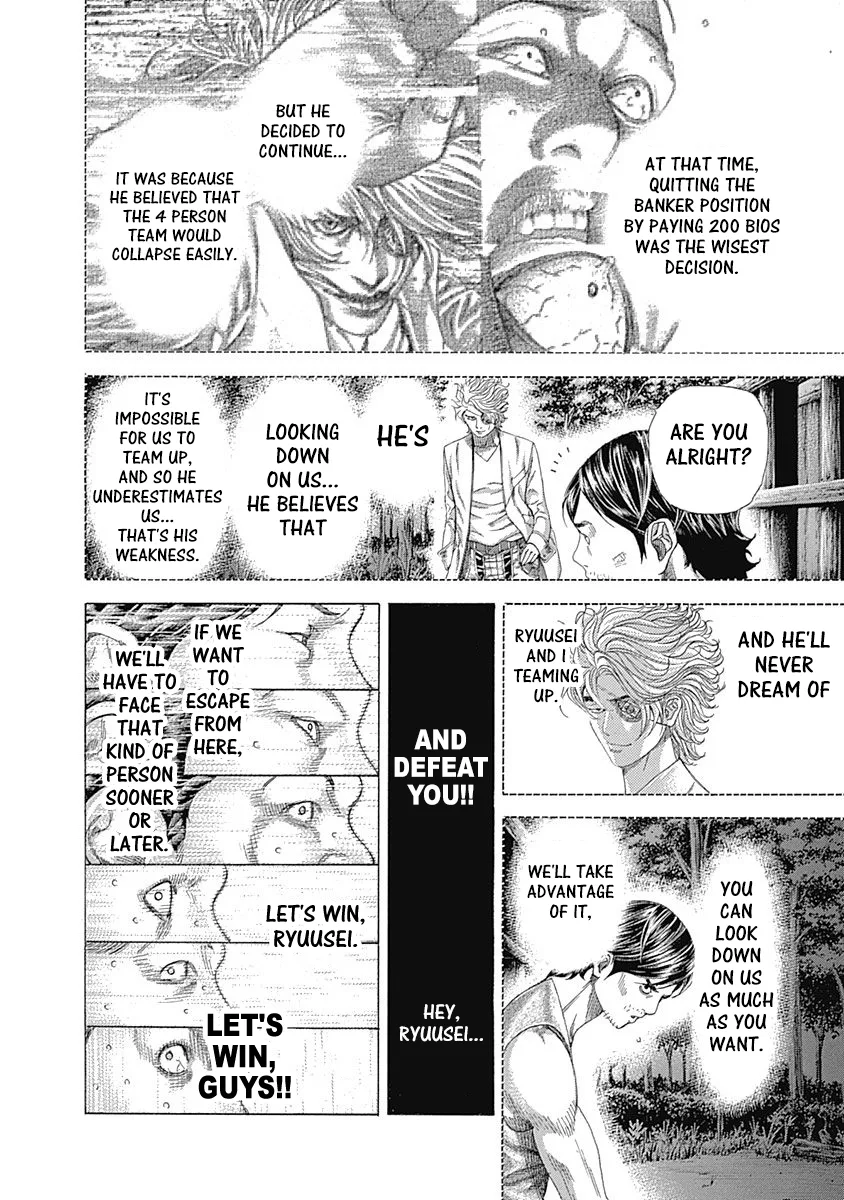 AT THAT TIME,
QUITTING THE
BANKER POSITION
BY PAYING 200 BIOS
WAS THE WISEST
DECISION.
BUT HE
DECIDED TO
CONTINUE...
IT WAS BECAUSE
HE BELIEVED THAT
THE 4 PERSON
TEAM WOULD
COLLAPSE EASILY.
ARE YOU
ALRIGHT?
HE'S
LOOKING
DOWN
ON US...
HE BELIEVES
THAT
IT'S
IMPOSSIBLE
FOR US TO
TEAM UP,
AND SO HE
UNDERESTIMATES
US...
THAT'S HIS
WEAKNESS.
AND HE'LL
NEVER
DREAM OF
RYUUSEI
AND I
TEAMING
UP.
YOU
CAN
LOOK
DOWN
ON US
AS MUCH
AS YOU
WANT.
WE'LL TAKE
ADVANTAGE
OF IT,
AND
DEFEAT
YOU!!
HEY,
RYUUSEI...
IF WE
WANT
TO
ESCAPE
FROM
HERE,
WE'LL
HAVE TO
FACE
THAT
KIND OF
PERSON
SOONER
OR
LATER.
LET'S WIN,
RYUUSEI.
LET'S
WIN,
GUYS!!